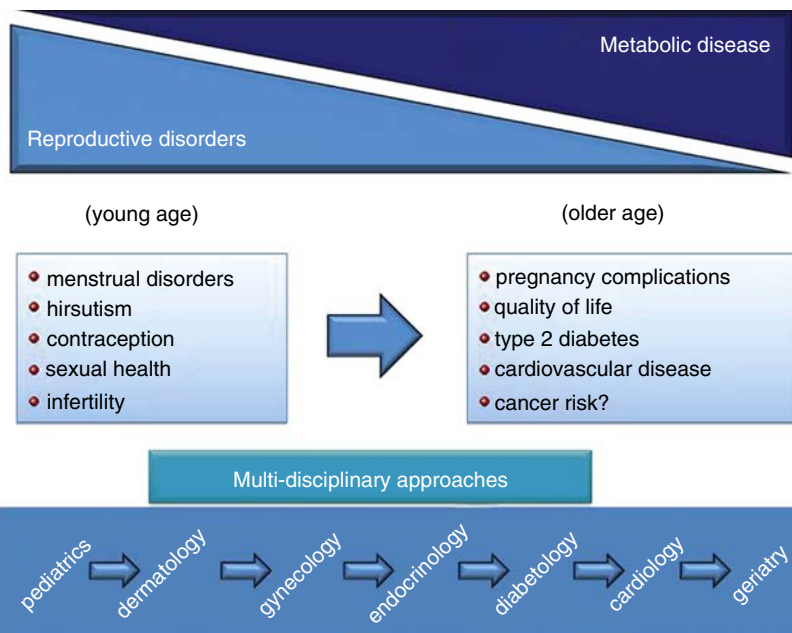 Metabolic disease
Reproductive disorders
(young age)
(older age)
menstrual disorders
hirsutism
contraception
sexual health
infertility
pregnancy complications
quality of life
type 2 diabetes
cardiovascular disease
cancer risk?
Multi-disciplinary approaches
pediatrics
dermatology
gynecology
endocrinology
diabetology
cardiology
geriatry